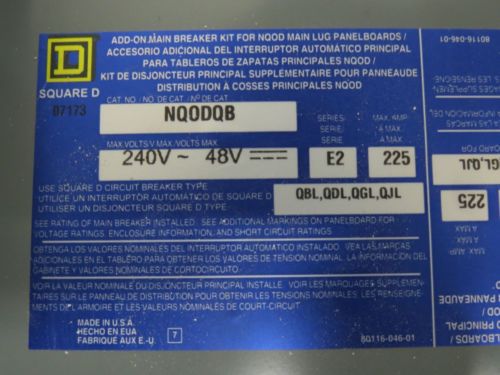 ADD-ON MAIN BREAKER KIT FOR NQOD MAIN LUG PANELBOARDS/
ACCESORIO ADICIONAL DEL INTERRUPTOR AUTOMÁTICO PRINCIPAL
PARA TABLEROS DE ZAPATAS PRINCIPALES NQOD/
KIT DE DISJONCTEUR PRINCIPAL SUPPLÉMENTAIRE POUR PANNEAUDE
DISTRIBUTION À COSSES PRINCIPALES NQOD
D
SQUARE D
07173
CAT. NO. / NO. DE CAT. / Nº DE CAT.
NQODQB
MAX VOLTS/V MAX./VOLTS MAX.
240V ~ 48V
SERIES/
SERIE/
SÉRIE
E2
MAX. AMP
A MÁX./
A MAX.
225
USE SQUARE D CIRCUIT BREAKER TYPE
UTILICE UN INTERRUPTOR AUTOMÁTICO DE SQUARE D
UTILISER UN DISJONCTEUR SQUARE D
QBL,QDL,QGL,QJL
SEE RATING OF MAIN BREAKER INSTALLED. SEE ADDITIONAL MARKINGS ON PANELBOARD FOR
VOLTAGE RATINGS, ENCLOSURE INFORMATION, AND SHORT CIRCUIT RATINGS
OBTENGA LOS VALORES NOMINALES DEL INTERRUPTOR AUTOMÁTICO INSTALADO. VEA LAS MARCAS
ADICIONALES EN EL TABLERO PARA OBTENER LOS VALORES DE TENSIÓN NOMINAL, LA INFORMACIÓN DEL
GABINETE Y VALORES NOMINALES DE CORTOCIRCUITO.
VOIR LA VALEUR NOMINALE DU DISJONCTEUR PRINCIPAL INSTALLÉ. VOIR LES MARQUAGES SUPPLÉMEN-
TAIRES SUR LE PANNEAU DE DISTRIBUTION POUR OBTENIR LES TENSIONS NOMINALES, LES RENSEIGNE-
MENTS DE L'ARMOIRE ET LES VALEURS NOMINALES DE COURT-CIRCUIT.
MADE IN U.S.A.
HECHO EN EUA
FABRIQUÉ AUX E.-U.
7
80116-046-01
80116-046-01
GL,QJL
225